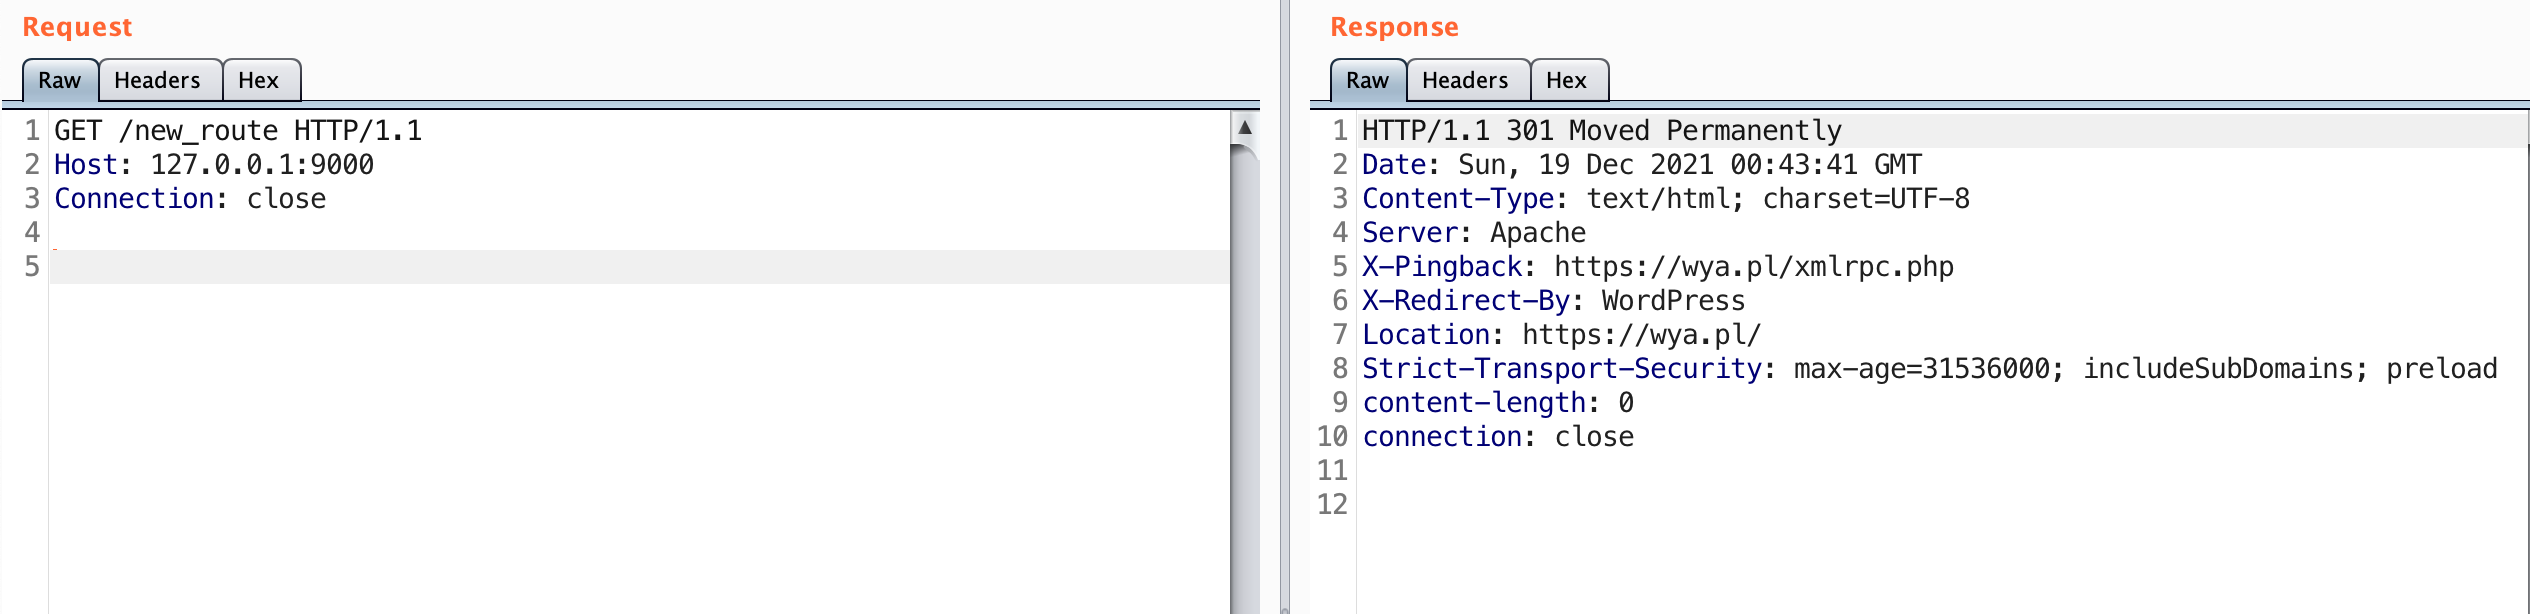 Request
Raw Headers Hex
1 GET /new_route HTTP/1.1
2 Host: 127.0.0.1:9000
3 Connection: close
4
5
Response
Raw Headers Hex
1 HTTP/1.1 301 Moved Permanently
2 Date: Sun, 19 Dec 2021 00:43:41 GMT
3 Content-Type: text/html; charset=UTF-8
4 Server: Apache
5 X-Pingback: https://wya.pl/xmlrpc.php
6 X-Redirect-By: WordPress
7 Location: https://wya.pl/
8 Strict-Transport-Security: max-age=31536000; includeSubDomains; preload
9 content-length: 0
10 connection: close
11
12